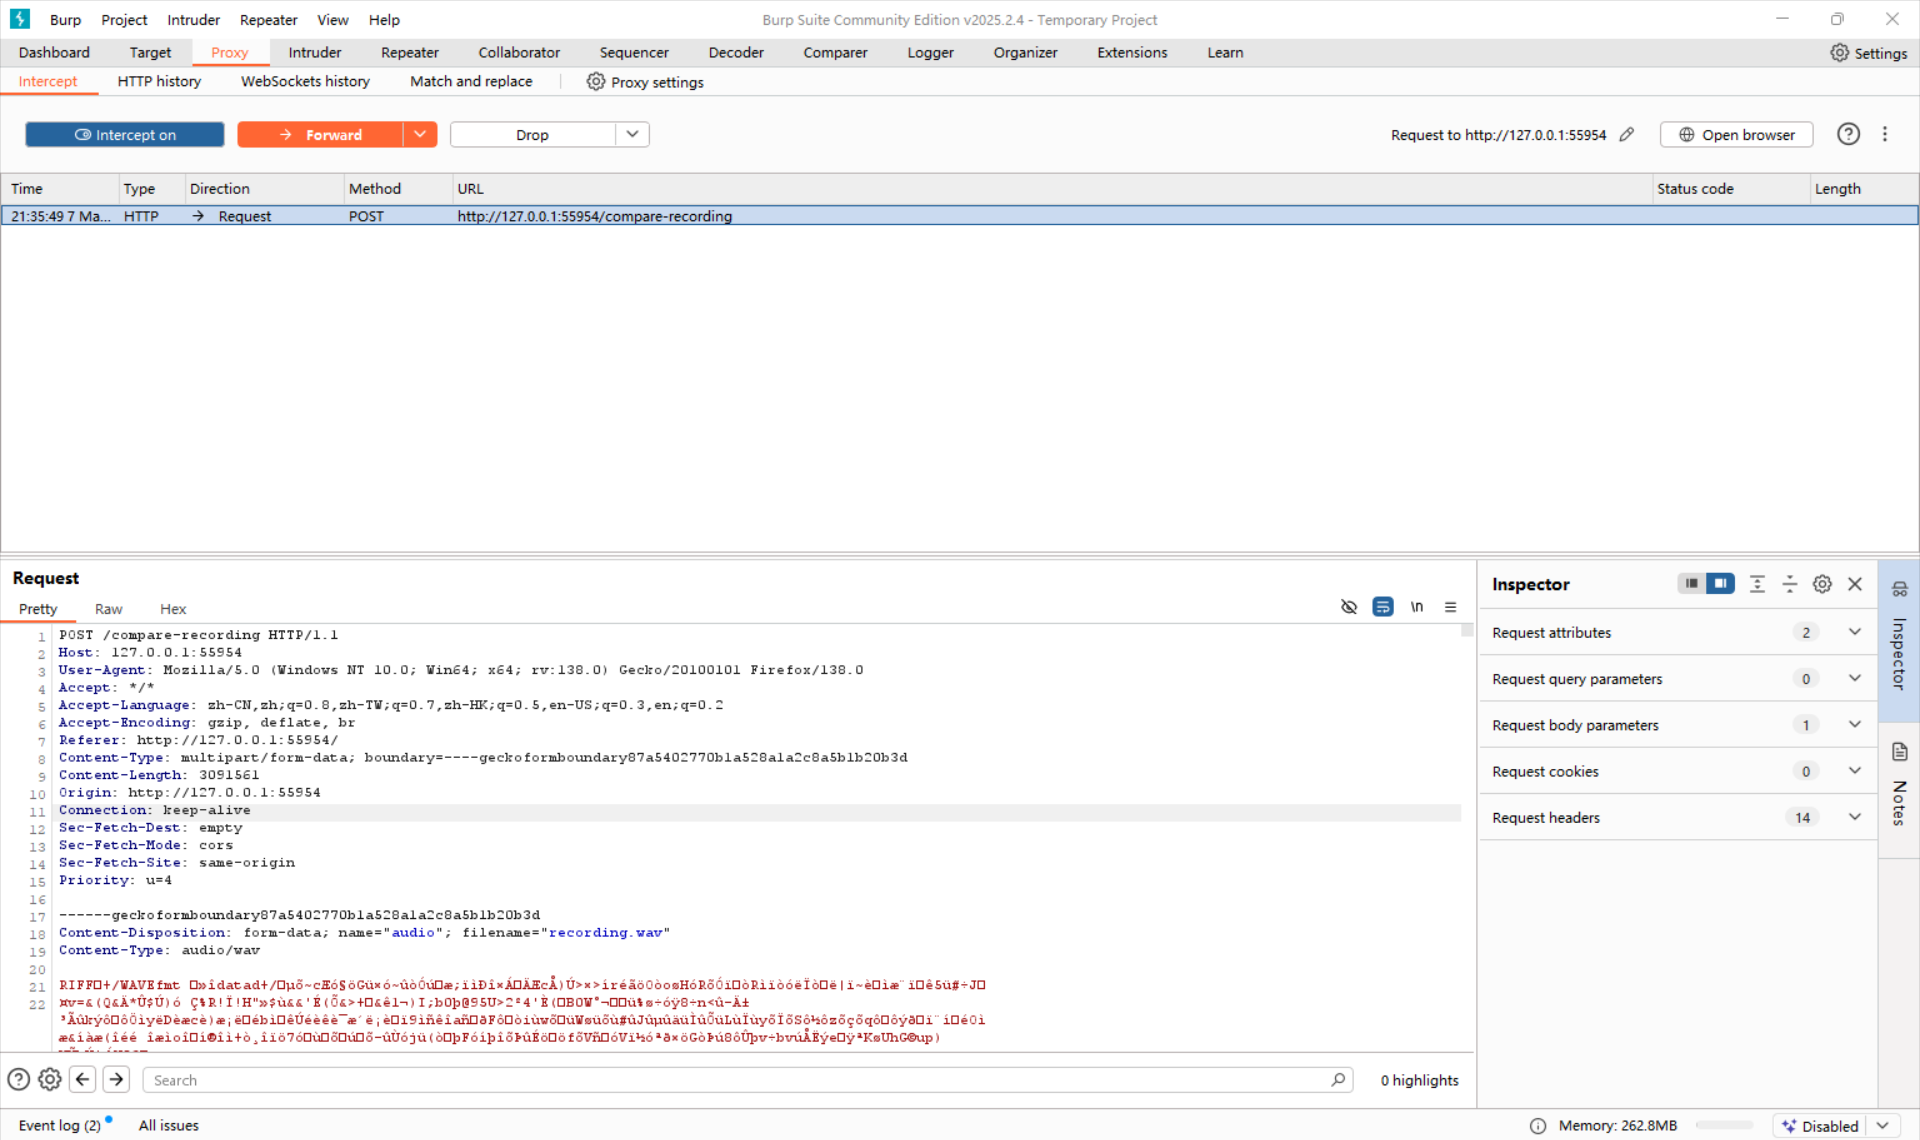 Burp Project Intruder Repeater View Help
Burp Suite Community Edition v2025.2.4 - Temporary Project
Dashboard Target Proxy Intruder Repeater Collaborator Sequencer Decoder Comparer Logger Organizer Extensions Learn Settings
Intercept HTTP history WebSockets history Match and replace Proxy settings
Intercept on Forward Drop Request to http://127.0.0.1:55954 Open browser
Time Type Direction Method URL Status code Length
21:35:49 7 Ma... HTTP → Request POST http://127.0.0.1:55954/compare-recording
Request
Pretty Raw Hex \n
1 POST /compare-recording HTTP/1.1
2 Host: 127.0.0.1:55954
3 User-Agent: Mozilla/5.0 (Windows NT 10.0; Win64; x64; rv:138.0) Gecko/20100101 Firefox/138.0
4 Accept: */*
5 Accept-Language: zh-CN,zh;q=0.8,zh-TW;q=0.7,zh-HK;q=0.5,en-US;q=0.3,en;q=0.2
6 Accept-Encoding: gzip, deflate, br
7 Referer: http://127.0.0.1:55954/
8 Content-Type: multipart/form-data; boundary=----geckoformboundary87a5402770b1a528a1a2c8a5b1b20b3d
9 Content-Length: 3091561
10 Origin: http://127.0.0.1:55954
11 Connection: keep-alive
12 Sec-Fetch-Dest: empty
13 Sec-Fetch-Mode: cors
14 Sec-Fetch-Site: same-origin
15 Priority: u=4
16
17 ------geckoformboundary87a5402770b1a528a1a2c8a5b1b20b3d
18 Content-Disposition: form-data; name="audio"; filename="recording.wav"
19 Content-Type: audio/wav
20
21
22
Search
0 highlights
Inspector
Request attributes 2
Request query parameters 0
Request body parameters 1
Request cookies 0
Request headers 14
Inspector
Notes
Event log (2) All issues
Memory: 262.8MB Disabled